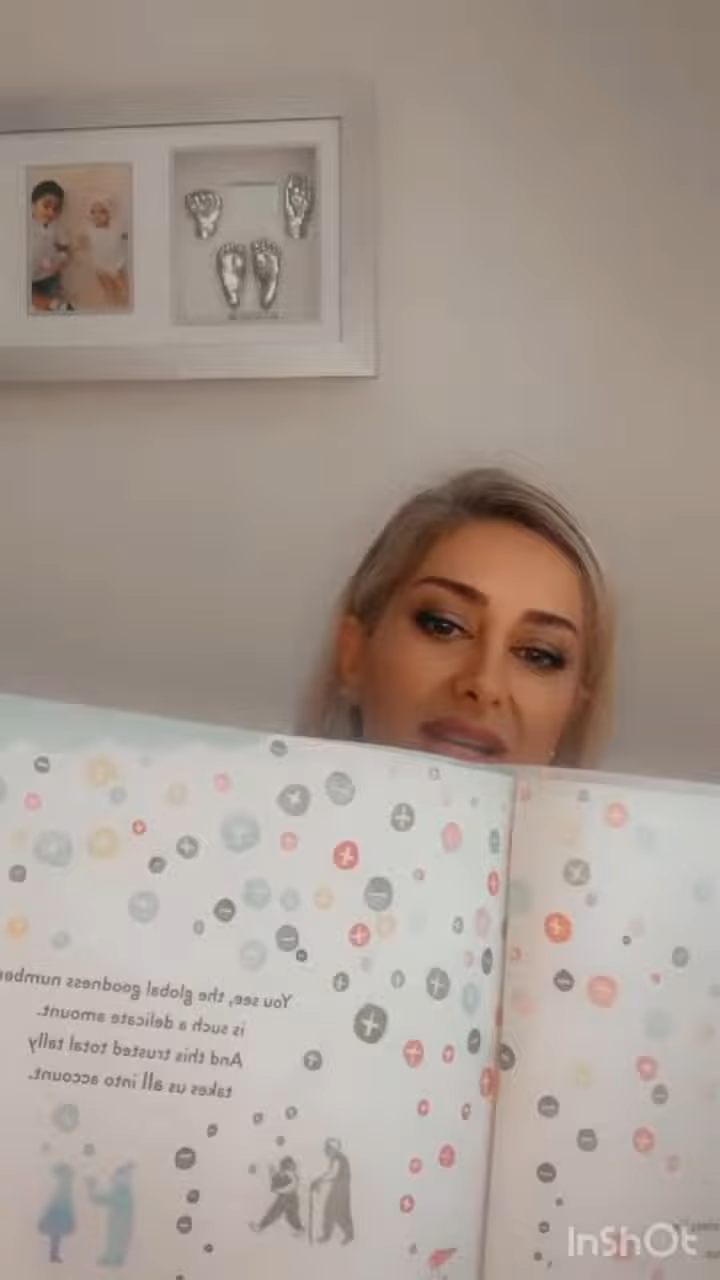 You see, the global goodness number
is such a delicate amount.
And this trusted total tally
takes us all into account.
InShOt